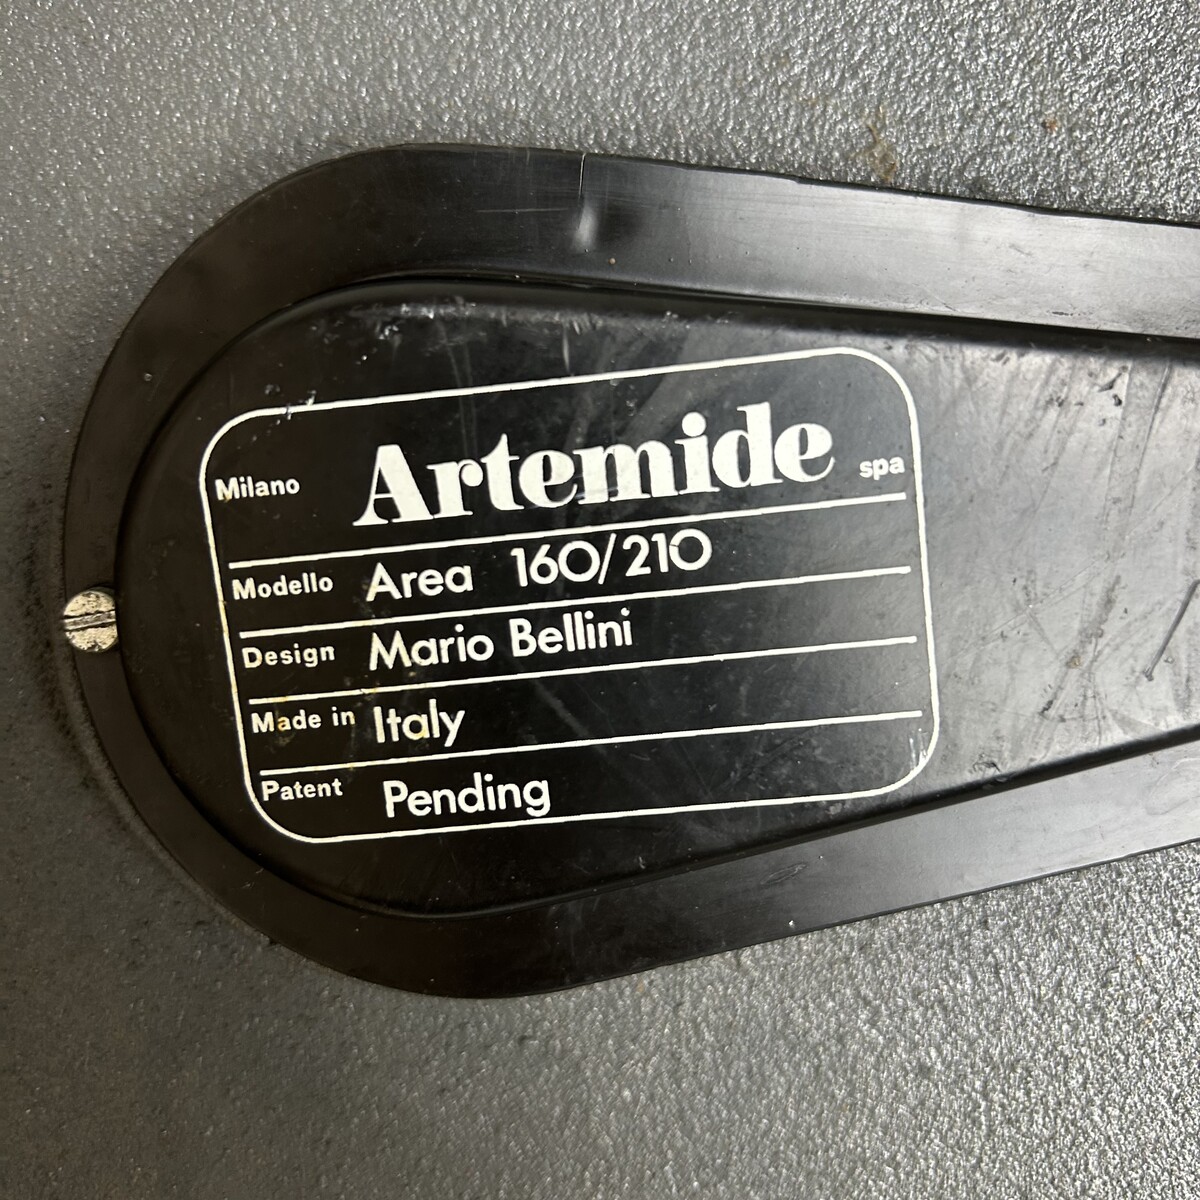 Milano Artemide spa
Modello Area 160/210
Design Mario Bellini
Made in Italy
Patent Pending